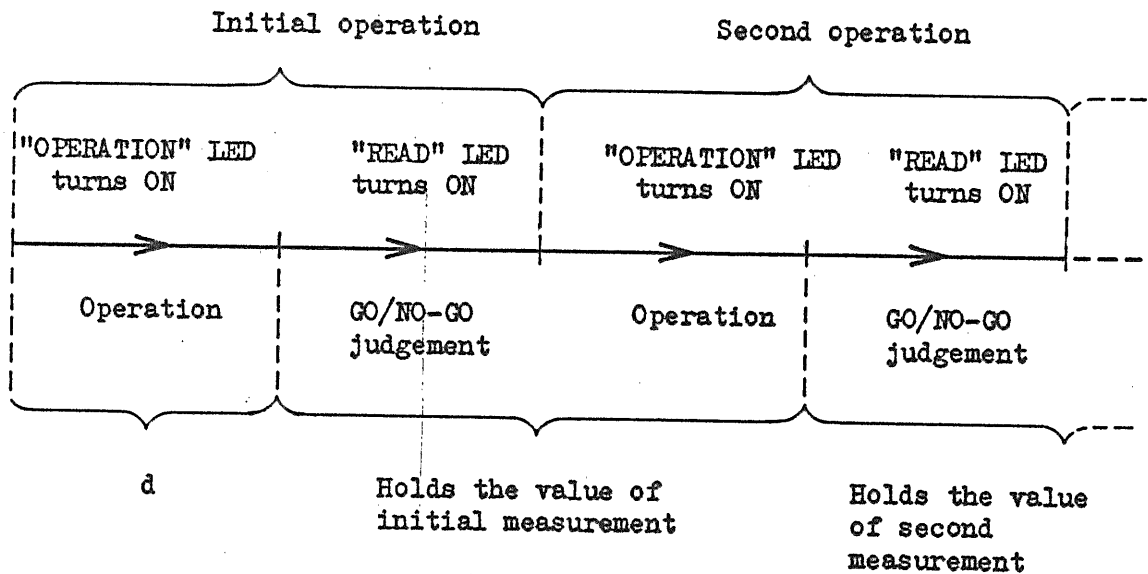 Initial operation
Second operation
"OPERATION" LED
turns ON
"READ" LED
turns ON
"OPERATION" LED
turns ON
"READ" LED
turns ON
Operation
GO/NO-GO
judgement
Operation
GO/NO-GO
judgement
d
Holds the value of
initial measurement
Holds the value
of second
measurement